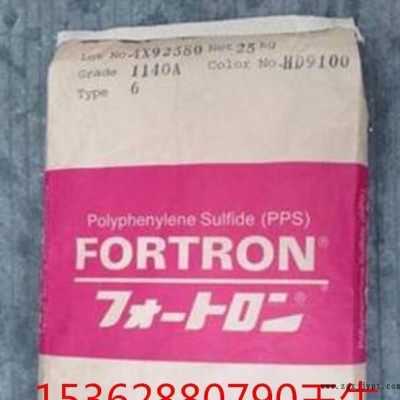 Lot No. 1X92580 Net 25kg
Grade 1140A Color No. HD9100
Type 6
Polyphenylene Sulfide (PPS)
FORTRON®
フォートロン®
15362880790王生